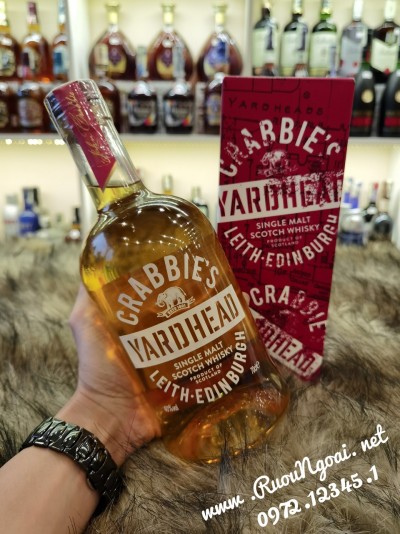 YARDHEADS
CRABBIE'S
YARDHEAD
SINGLE MALT
SCOTCH WHISKY
PRODUCT OF
SCOTLAND
LEITH·EDINBURGH
CRABBIE
YARDHEAD
CRABBIE'S
YARDHEAD
SINGLE MALT
SCOTCH WHISKY
PRODUCT OF
SCOTLAND
LEITH·EDINBURGH
www.RuouNgoai.net
0972.12345.1